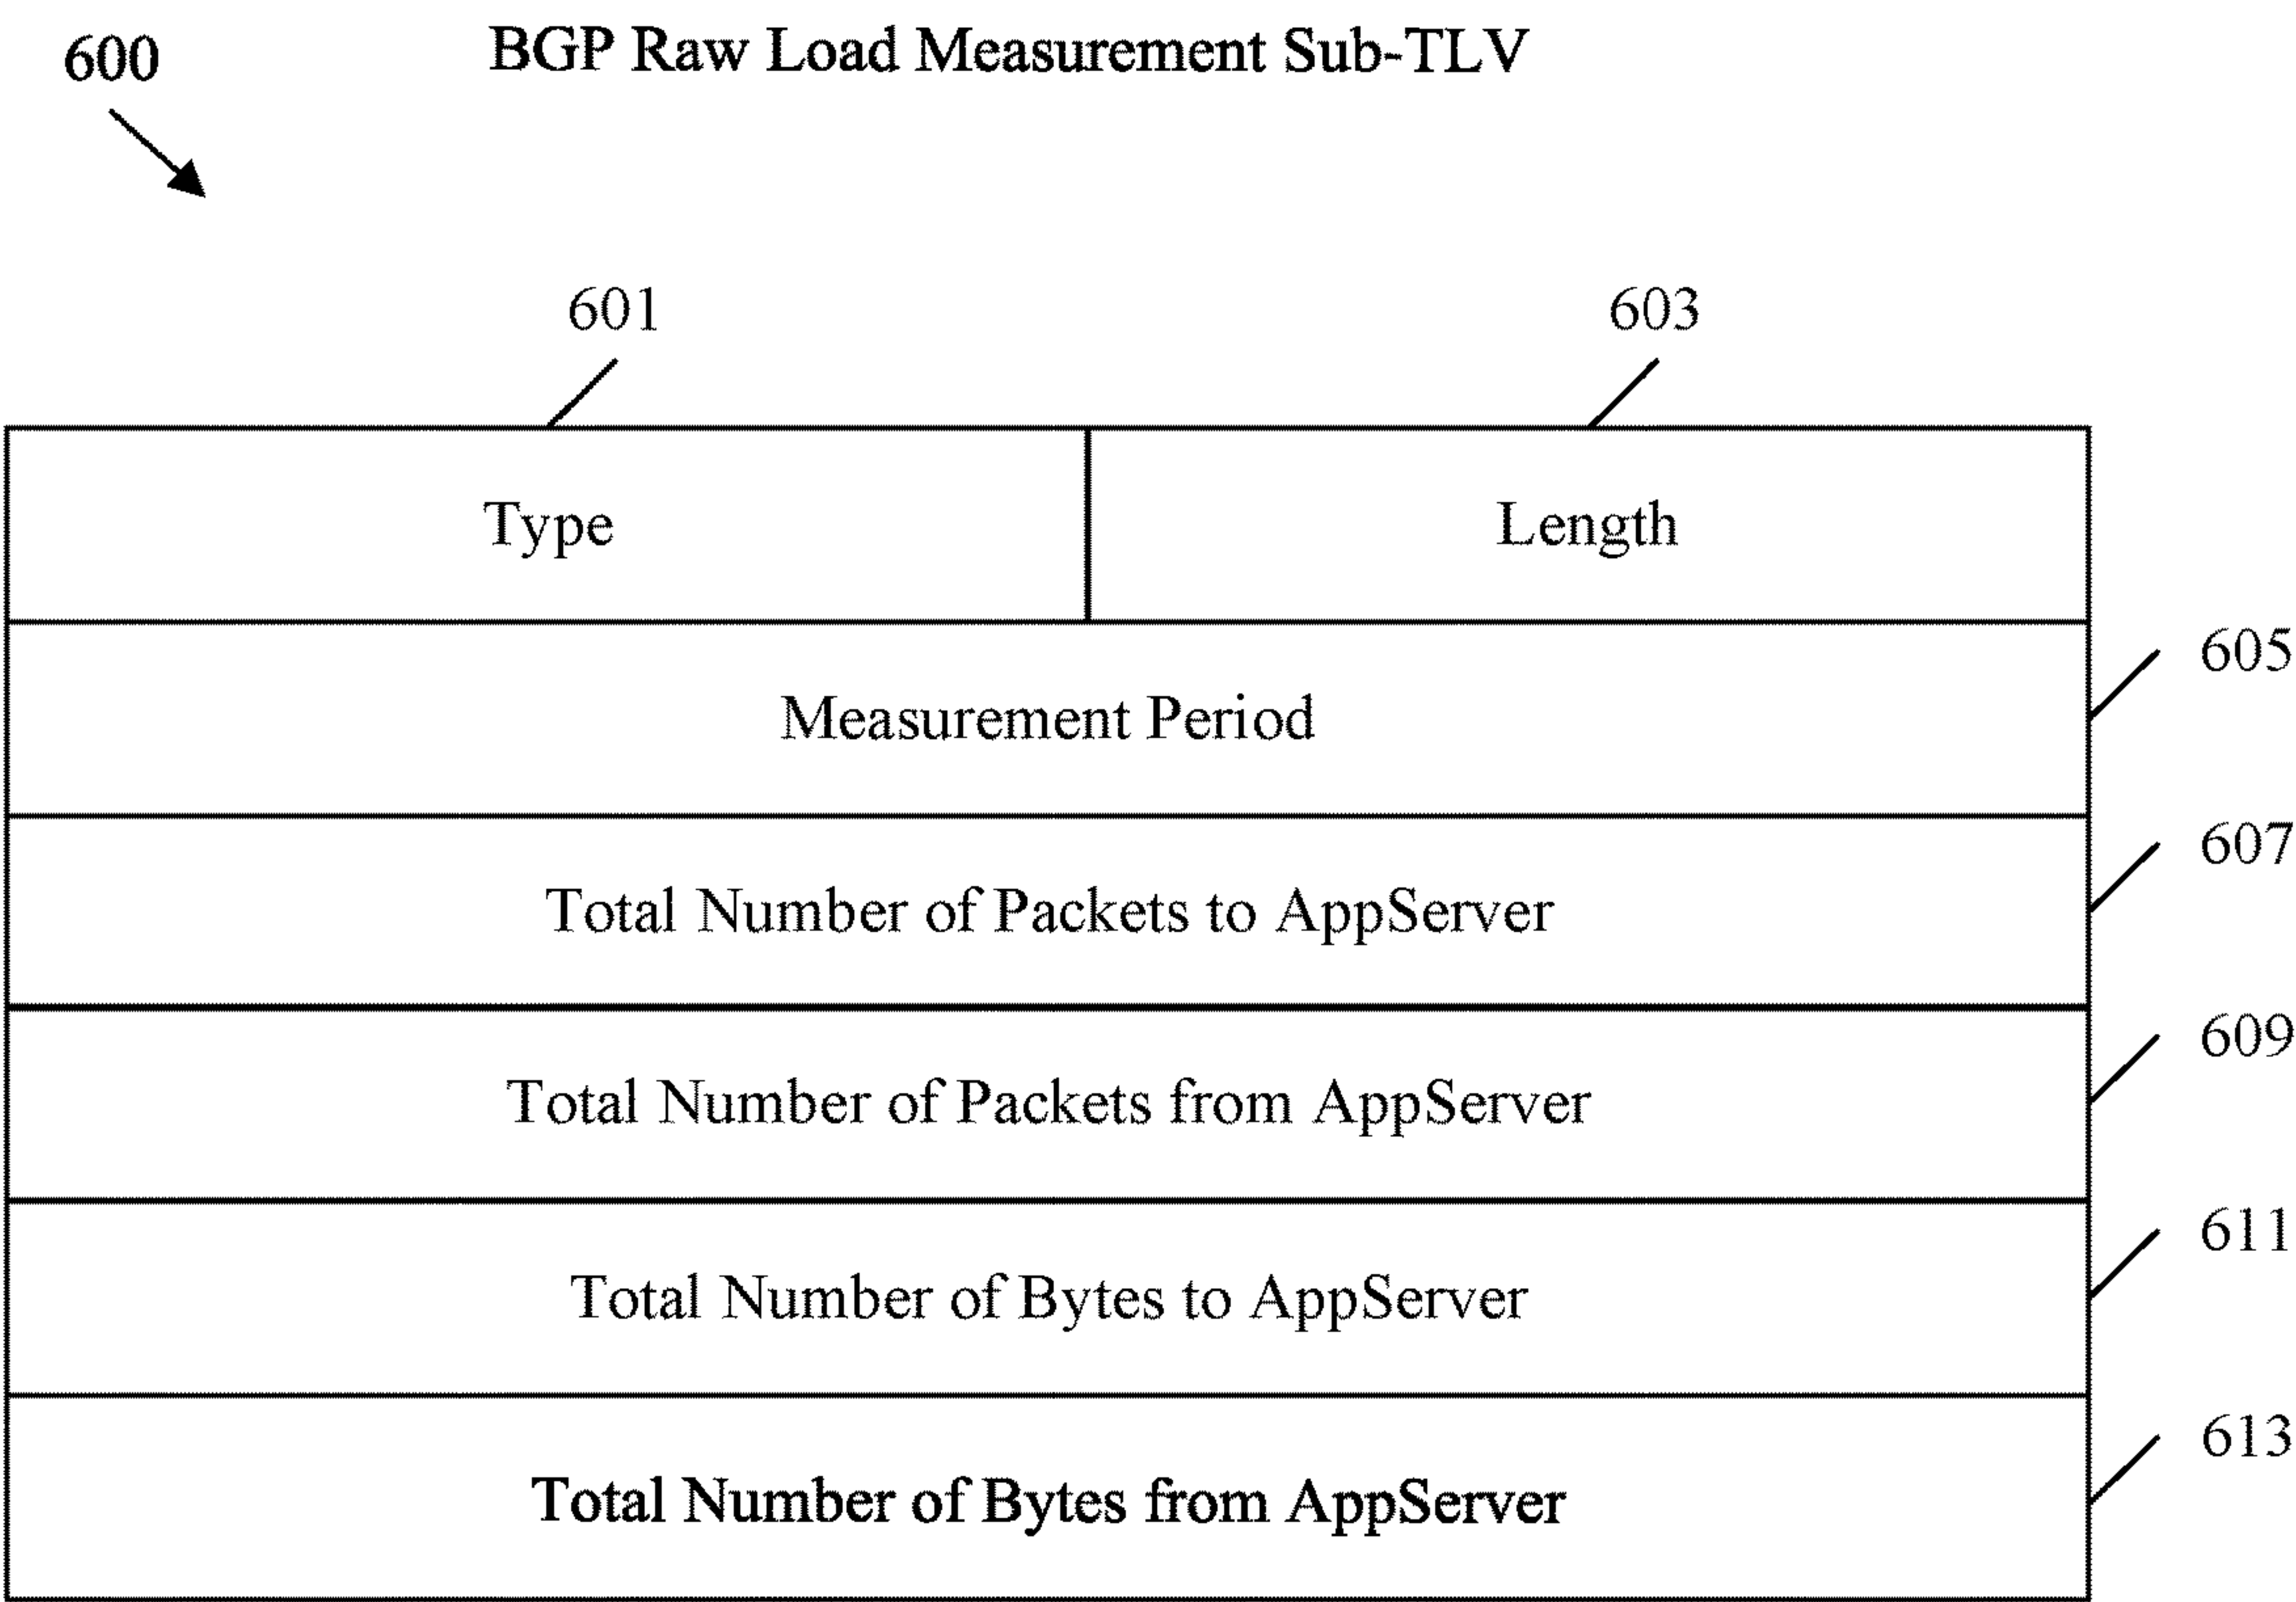 600
BGP Raw Load Measurement Sub-TLV
601
603
Type
Length
605
Measurement Period
607
Total Number of Packets to AppServer
609
Total Number of Packets from AppServer
611
Total Number of Bytes to AppServer
613
Total Number of Bytes from AppServer